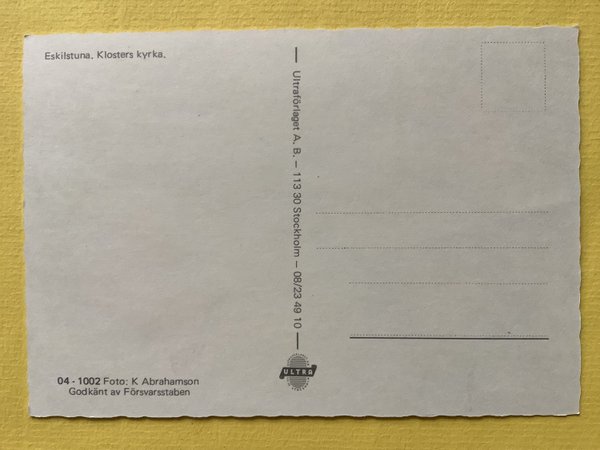 Eskilstuna. Klosters kyrka.
Ultraförlaget A. B. — 113 30 Stockholm — 08/23 49 10
ULTRA
04 - 1002 Foto: K Abrahamson
Godkänt av Försvarsstaben